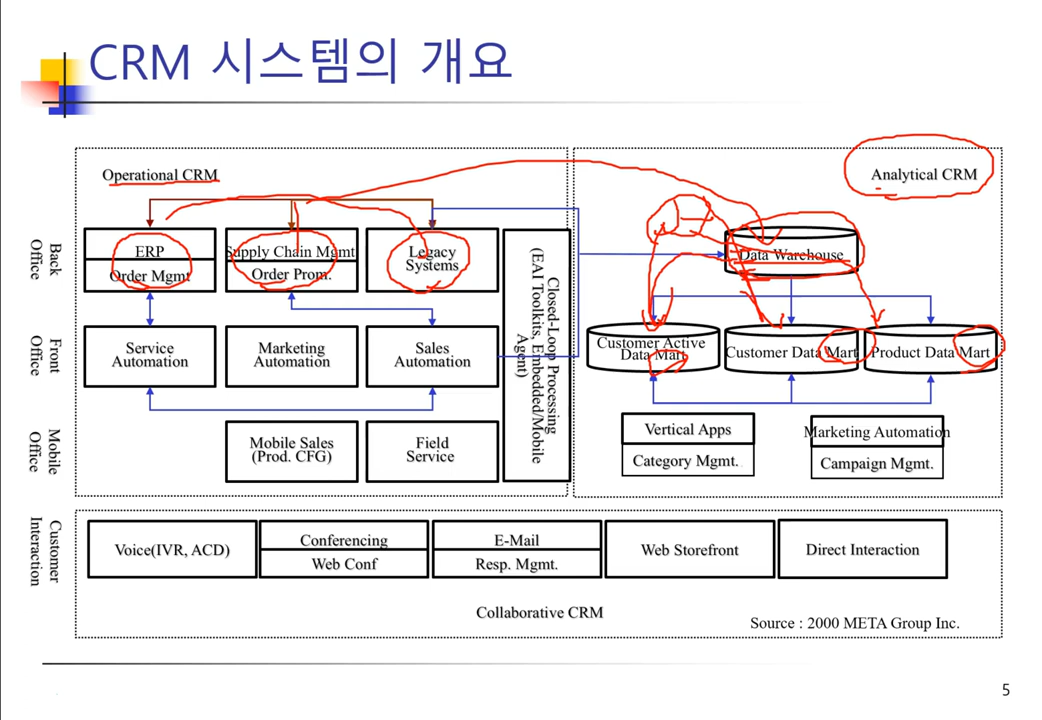 CRM 시스템의 개요
Operational CRM
Analytical CRM
Back
Office
ERP
Order Mgmt
Supply Chain Mgmt
Order Prom.
Legacy
Systems
Closed-Loop Processing
(EAI Toolkits, Embedded/Mobile
Agent)
Data Warehouse
Front
Office
Service
Automation
Marketing
Automation
Sales
Automation
Customer Active
Data Mart
Customer Data Mart
Product Data Mart
Mobile
Office
Mobile Sales
(Prod. CFG)
Field
Service
Vertical Apps
Category Mgmt.
Marketing Automation
Campaign Mgmt.
Customer
Interaction
Voice(IVR, ACD)
Conferencing
Web Conf
E-Mail
Resp. Mgmt.
Web Storefront
Direct Interaction
Collaborative CRM
Source : 2000 META Group Inc.
5